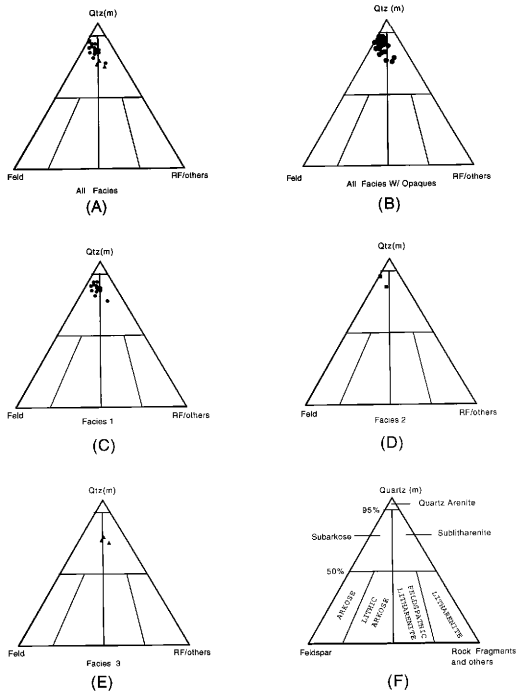 Qtz(m)
Feld
RF/others
All Facies
(A)
Qtz (m)
Feld
RF/others
All Facies W/ Opaques
(B)
Qtz(m)
Feld
RF/others
Facies 1
(C)
Qtz(m)
Feld
RF/others
Facies 2
(D)
Qtz(m)
Feld
RF/others
Facies 3
(E)
Quartz (m)
Quartz Arenite
95%
Subarkose
Sublitharenite
50%
ARKOSE
LITHIC
ARKOSE
FELDSPATHIC
LITHARENITE
LITHARENITE
Feldspar
Rock Fragments
and others
(F)